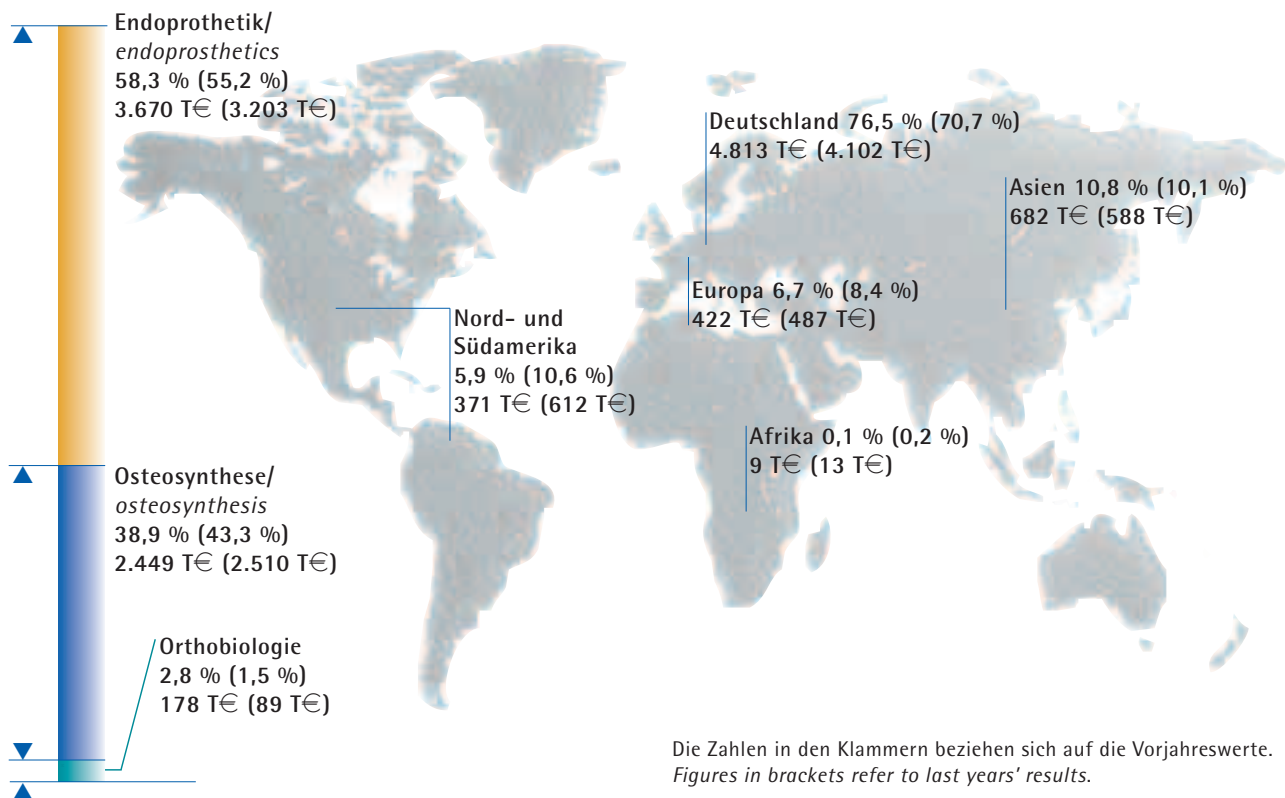 Endoprothetik/
endoprosthetics
58,3 % (55,2 %)
3.670 T€ (3.203 T€)
Osteosynthese/
osteosynthesis
38,9 % (43,3 %)
2.449 T€ (2.510 T€)
Orthobiologie
2,8 % (1,5 %)
178 T€ (89 T€)
Nord- und
Südamerika
5,9 % (10,6 %)
371 T€ (612 T€)
Deutschland 76,5 % (70,7 %)
4.813 T€ (4.102 T€)
Asien 10,8 % (10,1 %)
682 T€ (588 T€)
Europa 6,7 % (8,4 %)
422 T€ (487 T€)
Afrika 0,1 % (0,2 %)
9 T€ (13 T€)
Die Zahlen in den Klammern beziehen sich auf die Vorjahreswerte.
Figures in brackets refer to last years' results.